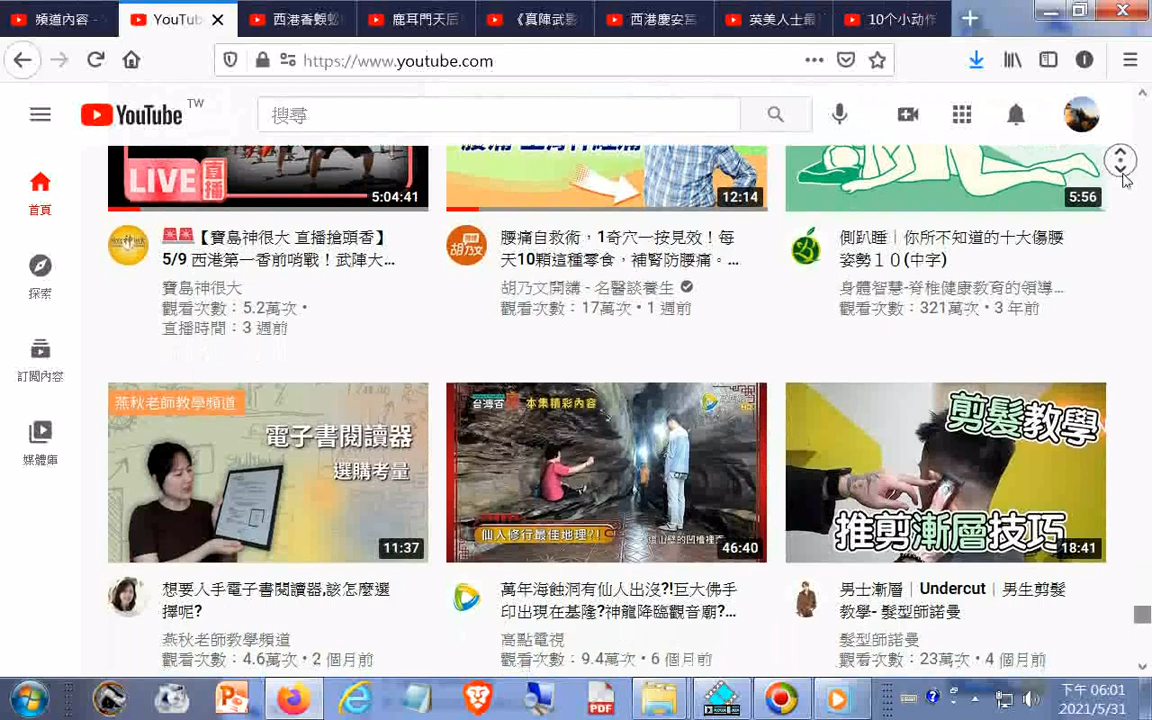 頻道內容 -
YouTub
西港香
鹿耳門天后
《真陣武
西港慶安宮
英美人士最
10个小动作
https://www.youtube.com
YouTube TW
搜尋
首頁
探索
訂閱內容
媒體庫
LIVE 直播
5:04:41
12:14
5:56
【寶島神很大 直播搶頭香】
5/9 西港第一香前哨戰！武陣大...
寶島神很大
觀看次數：5.2萬次 •
直播時間：3 週前
胡乃文
腰痛自救術，1奇穴一按見效！每
天10顆這種零食，補腎防腰痛。...
胡乃文開講 - 名醫談養生
觀看次數：17萬次 • 1 週前
側趴睡｜你所不知道的十大傷腰
姿勢１０(中字)
身體智慧-脊椎健康教育的領導...
觀看次數：321萬次 • 3 年前
燕秋老師教學頻道
電子書閱讀器
選購考量
11:37
本集精彩內容
仙人修行最佳地理?!
46:40
剪髮教學
推剪漸層技巧
18:41
想要入手電子書閱讀器,該怎麼選
擇呢?
燕秋老師教學頻道
觀看次數：4.6萬次 • 2 個月前
萬年海蝕洞有仙人出沒?!巨大佛手
印出現在基隆?神龍降臨觀音廟?...
高點電視
觀看次數：9.4萬次 • 6 個月前
男士漸層｜Undercut｜男生剪髮
教學- 髮型師諾曼
髮型師諾曼
觀看次數：23萬次 • 4 個月前
PDF
下午 06:01
2021/5/31